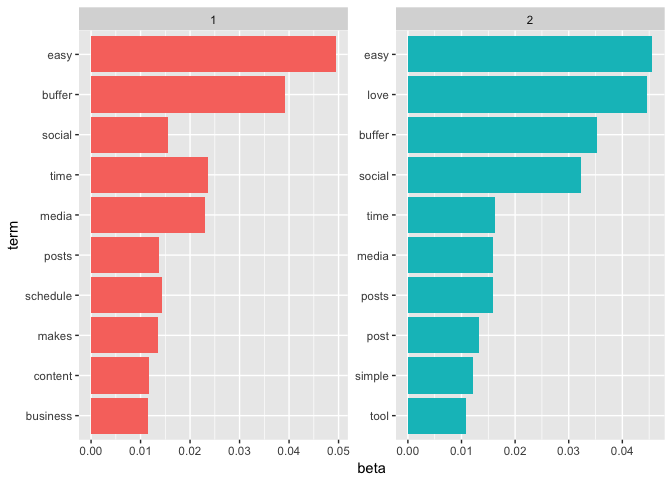 1
2
term
easy
buffer
social
time
media
posts
schedule
makes
content
business
easy
love
buffer
social
time
media
posts
post
simple
tool
0.00 0.01 0.02 0.03 0.04 0.05
0.00 0.01 0.02 0.03 0.04
beta